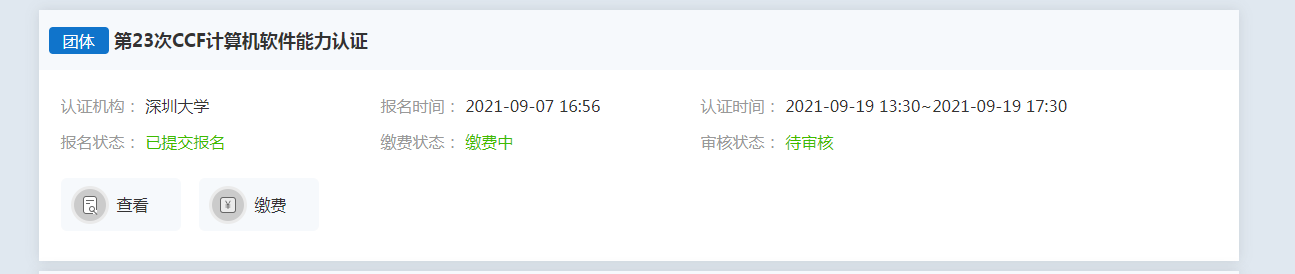 团体 第23次CCF计算机软件能力认证
认证机构： 深圳大学 报名时间： 2021-09-07 16:56 认证时间： 2021-09-19 13:30~2021-09-19 17:30
报名状态： 已提交报名 缴费状态： 缴费中 审核状态： 待审核
查看 ¥ 缴费